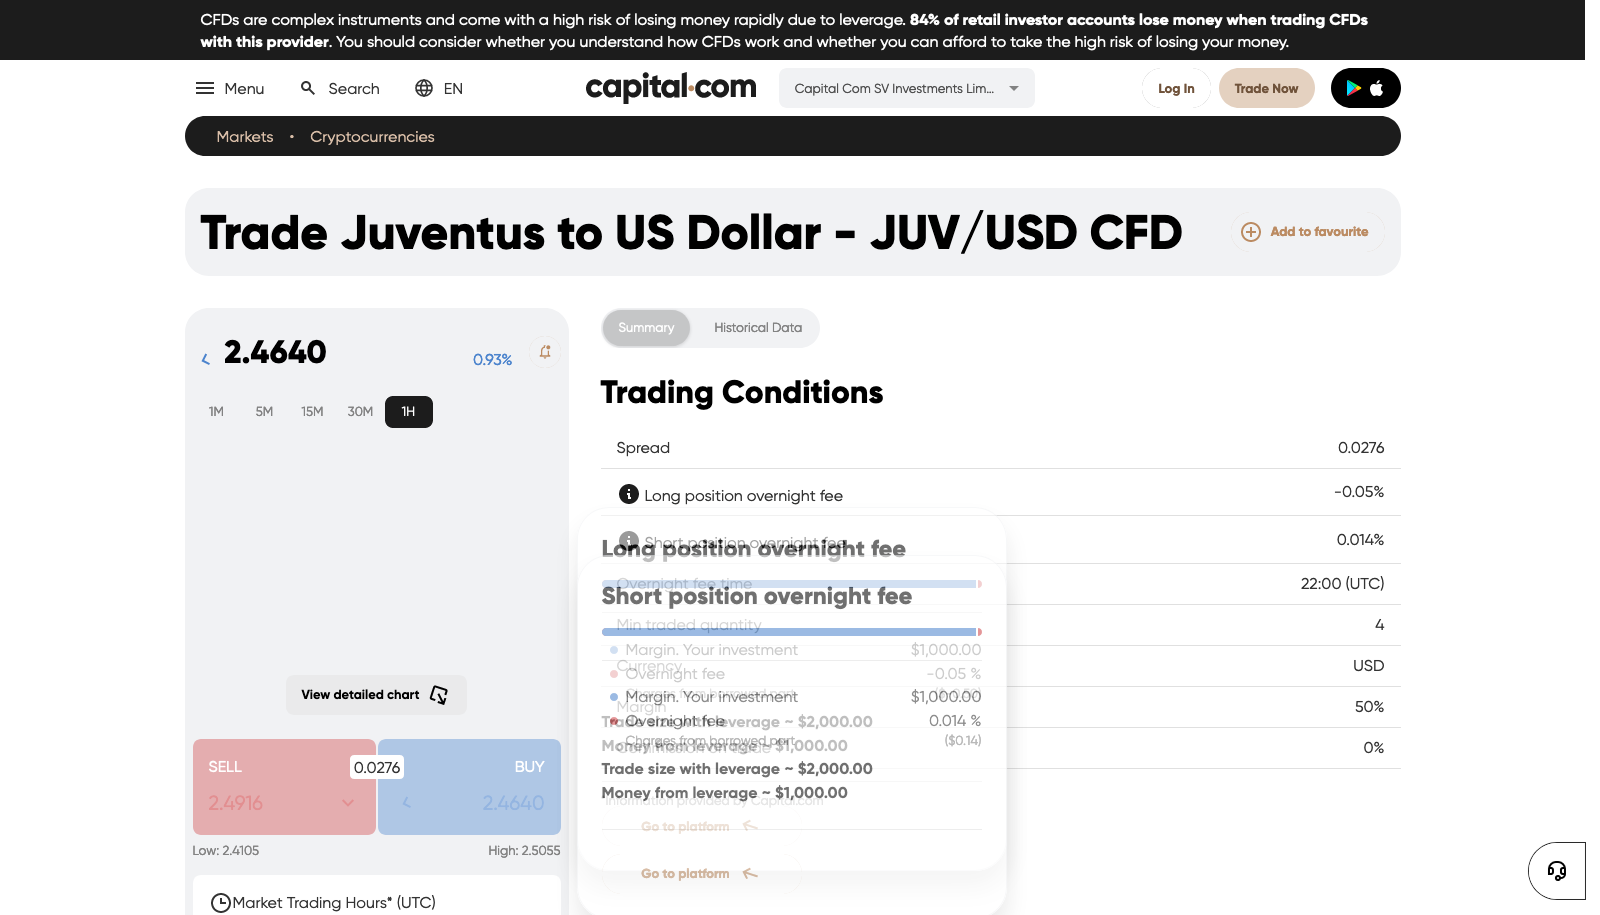 CFDs are complex instruments and come with a high risk of losing money rapidly due to leverage. 84% of retail investor accounts lose money when trading CFDs
with this provider. You should consider whether you understand how CFDs work and whether you can afford to take the high risk of losing your money.
Menu
Search
EN
capital.com
Capital Com SV Investments Lim...
Log In
Trade Now
Markets • Cryptocurrencies
Trade Juventus to US Dollar - JUV/USD CFD
Add to favourite
2.4640
0.93%
1M 5M 15M 30M 1H
View detailed chart
SELL
0.0276
BUY
2.4916
2.4640
Low: 2.4105
High: 2.5055
Market Trading Hours* (UTC)
Summary
Historical Data
Trading Conditions
Spread 0.0276
Long position overnight fee -0.05%
Short position overnight fee 0.014%
Overnight fee time 22:00 (UTC)
Min traded quantity 4
Currency USD
Margin 50%
Commission on trade 0%
Information provided by Capital.com
Long position overnight fee
Margin. Your investment $1,000.00
Overnight fee -0.05 %
Charges from borrowed part
Trade size with leverage ~ $2,000.00
Money from leverage ~ $1,000.00
Go to platform
Short position overnight fee
Margin. Your investment $1,000.00
Overnight fee 0.014 %
Charges from borrowed part ($0.14)
Trade size with leverage ~ $2,000.00
Money from leverage ~ $1,000.00
Go to platform